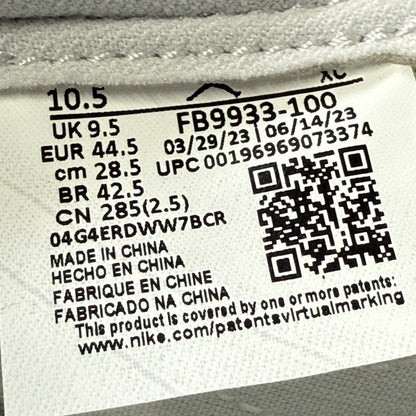 XC
10.5
FB9933-100
UK 9.5
03/29/23 | 06/14/23
EUR 44.5
UPC 00196969073374
cm 28.5
BR 42.5
CN 285(2.5)
04G4ERDWW7BCR
MADE IN CHINA
HECHO EN CHINA
FABRIQUE EN CHINE
FABRICADO NA CHINA
This product is covered by one or more patents:
www.nike.com/patentsvirtualmarking